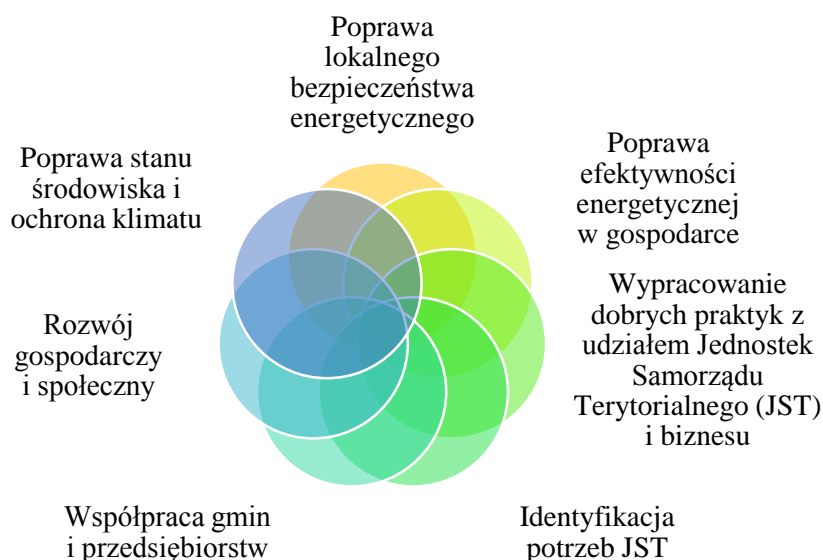 Poprawa
lokalnego
bezpieczeństwa
energetycznego
Poprawa
efektywności
energetycznej
w gospodarce
Wypracowanie
dobrych praktyk z
udziałem Jednostek
Samorządu
Terytorialnego (JST)
i biznesu
Identyfikacja
potrzeb JST
Współpraca gmin
i przedsiębiorstw
Rozwój
gospodarczy
i społeczny
Poprawa stanu
środowiska i
ochrona klimatu